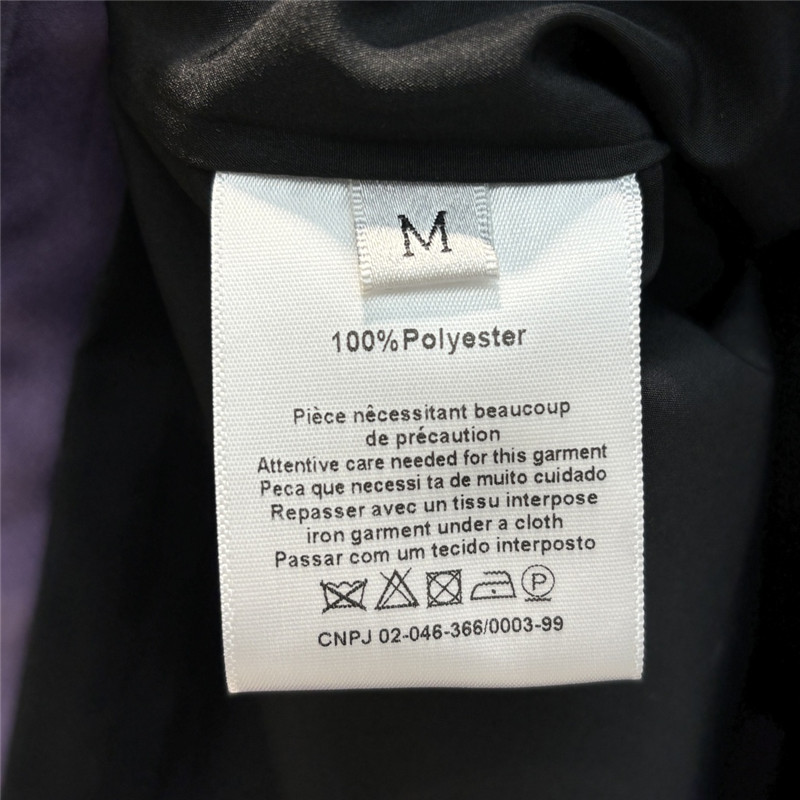 M
100%Polyester
Pièce nêcessitant beaucoup
de précaution
Attentive care needed for this garment
Peca que necessi ta de muito cuidado
Repasser avec un tissu interpose
iron garment under a cloth
Passar com um tecido interposto
P
CNPJ 02-046-366/0003-99